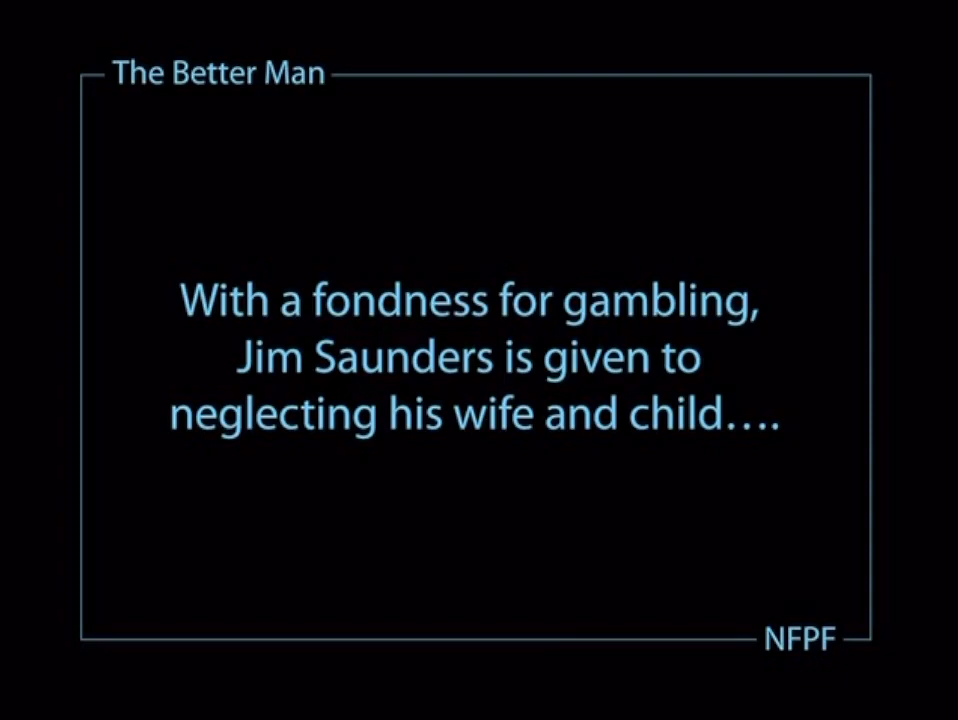 The Better Man
With a fondness for gambling,
Jim Saunders is given to
neglecting his wife and child….
NFPF